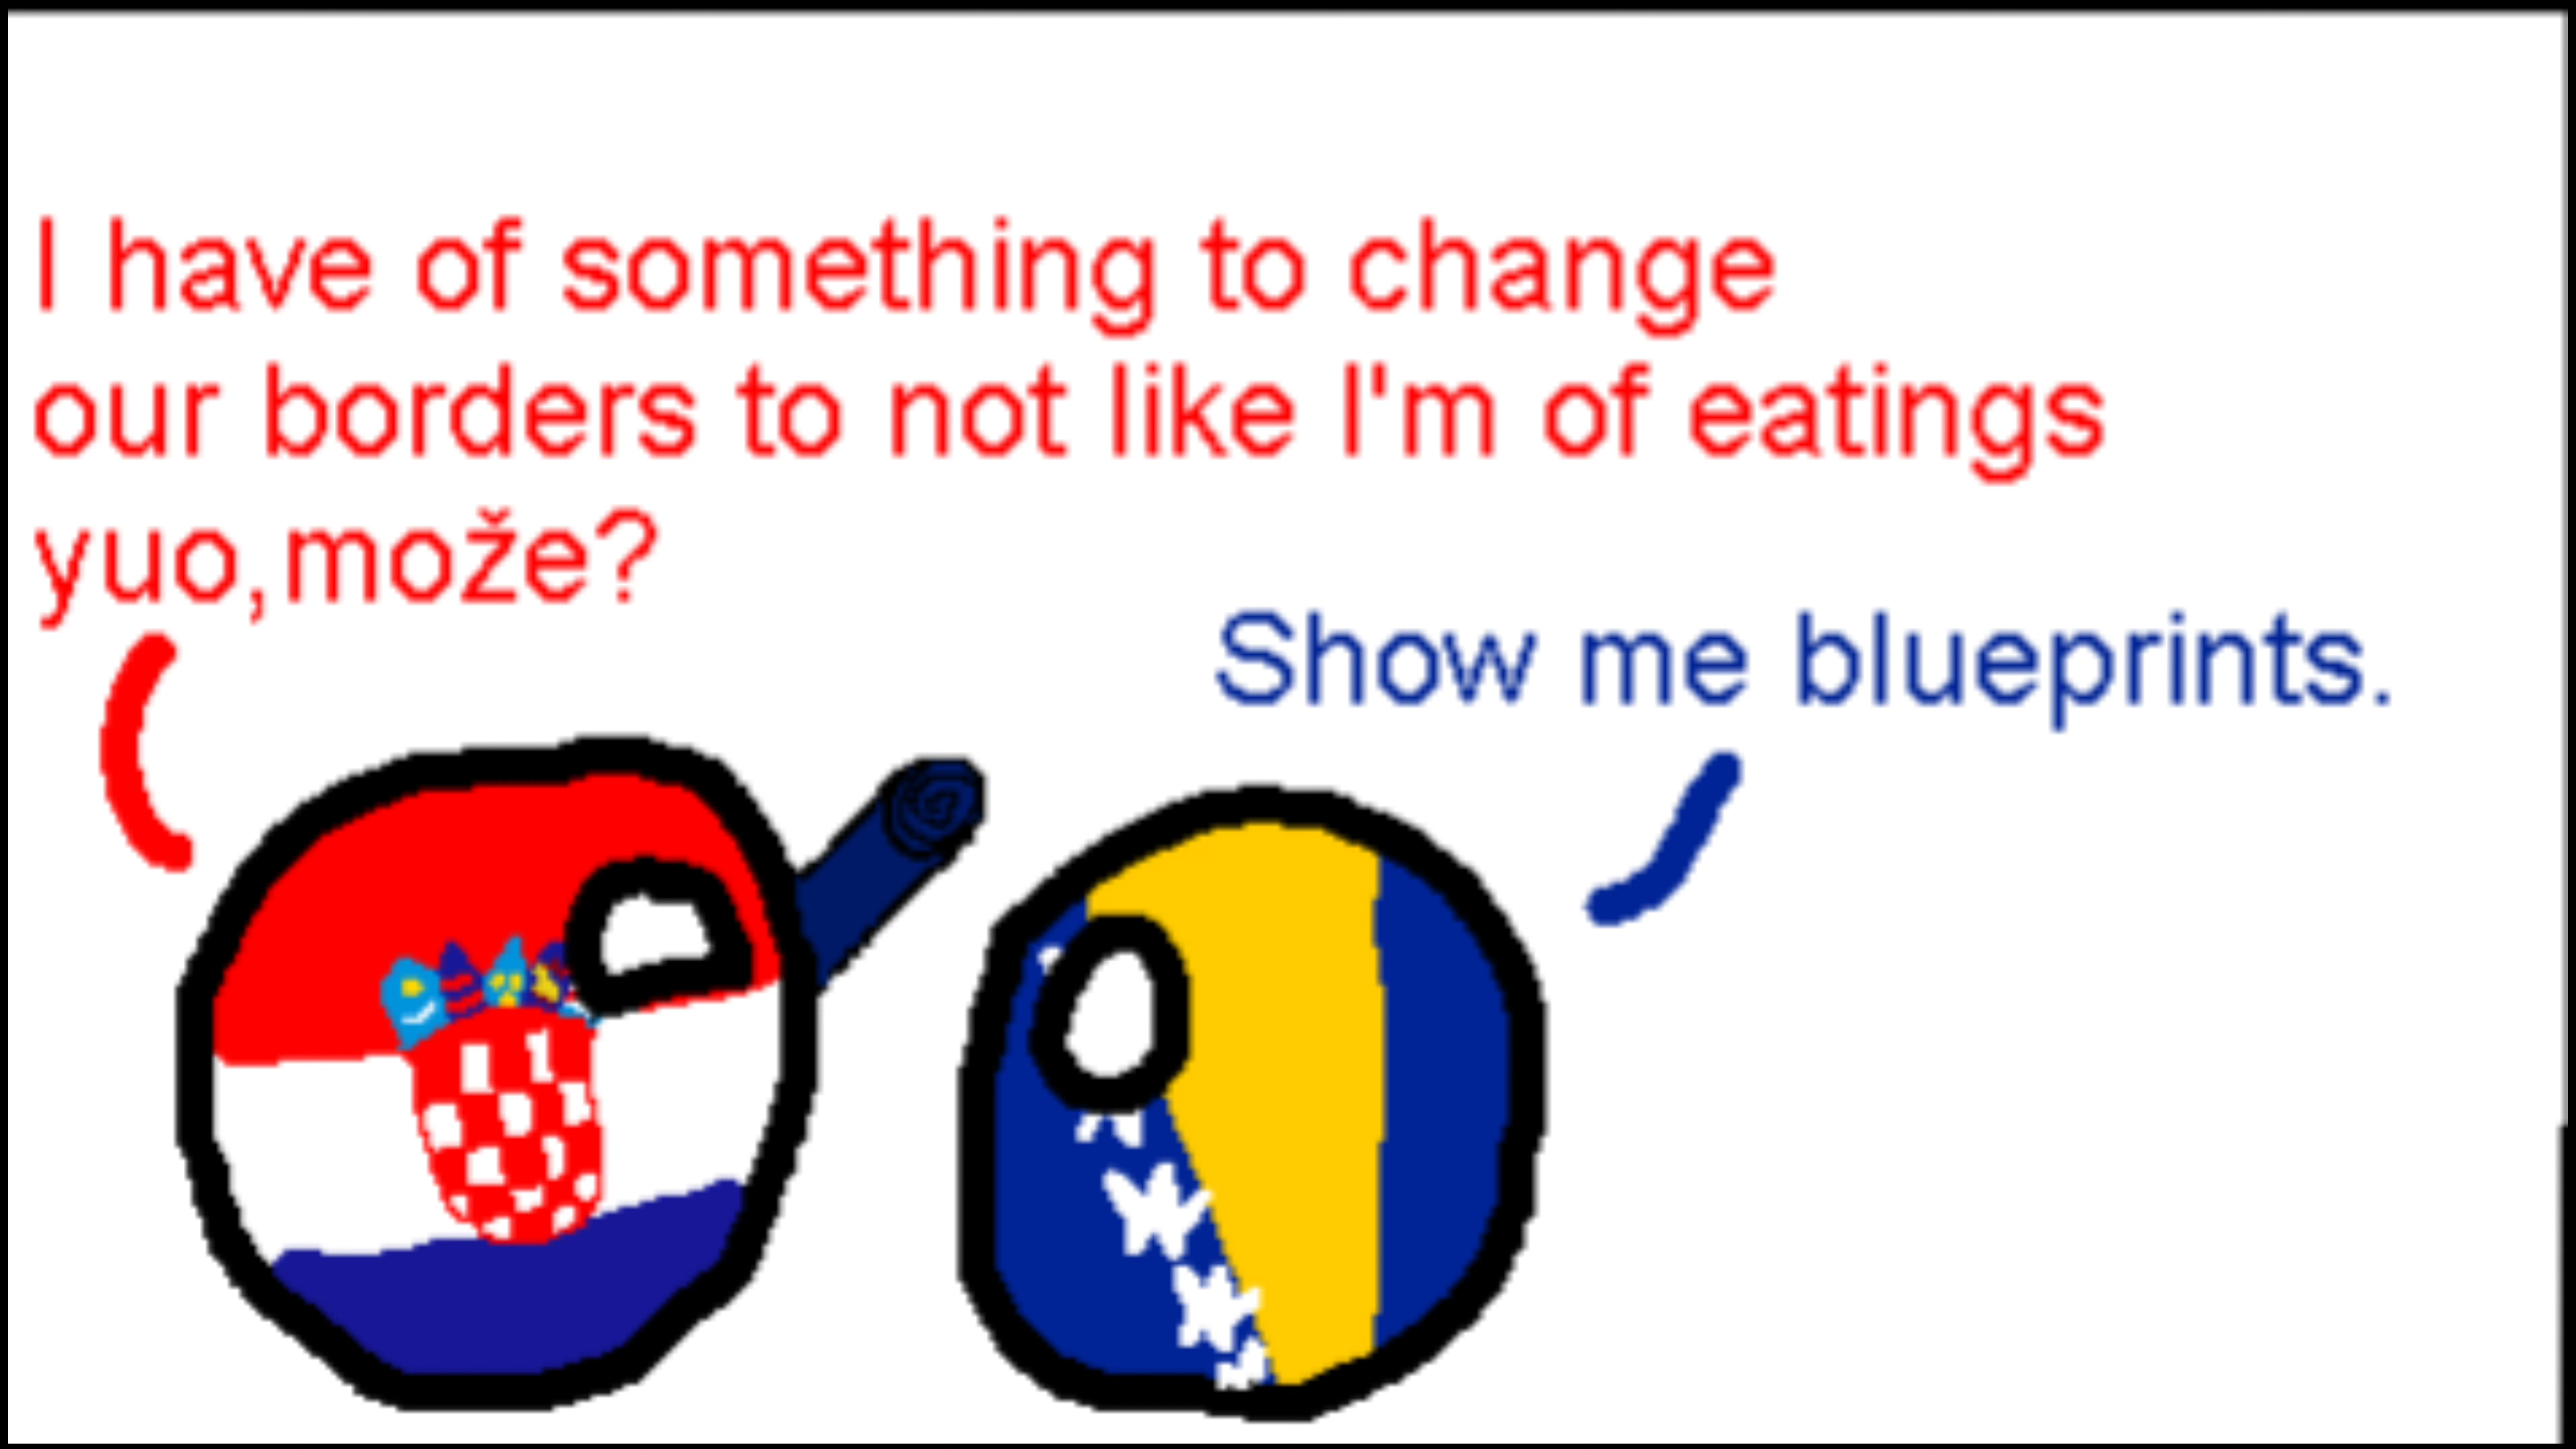 I have of something to change
our borders to not like I'm of eatings
yuo,može?
Show me blueprints.